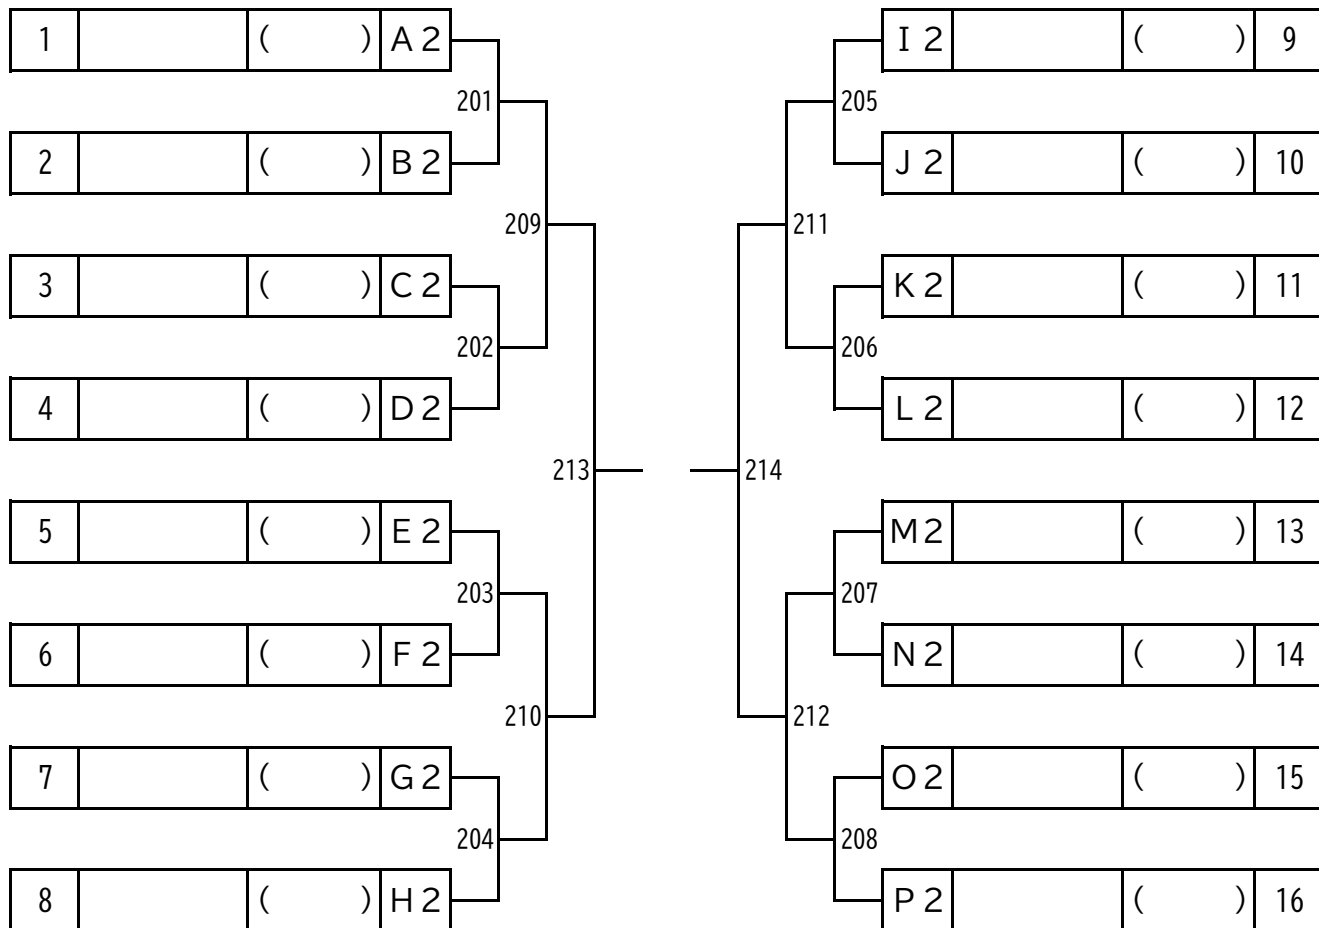 1 ( ) A2 I2 ( ) 9
201 205
2 ( ) B2 J2 ( ) 10
209 211
3 ( ) C2 K2 ( ) 11
202 206
4 ( ) D2 L2 ( ) 12
213 214
5 ( ) E2 M2 ( ) 13
203 207
6 ( ) F2 N2 ( ) 14
210 212
7 ( ) G2 O2 ( ) 15
204 208
8 ( ) H2 P2 ( ) 16